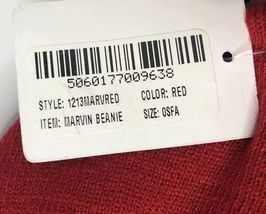 5060177009638
STYLE: 1213MARVRED COLOR: RED
ITEM: MARVIN BEANIE SIZE: OSFA